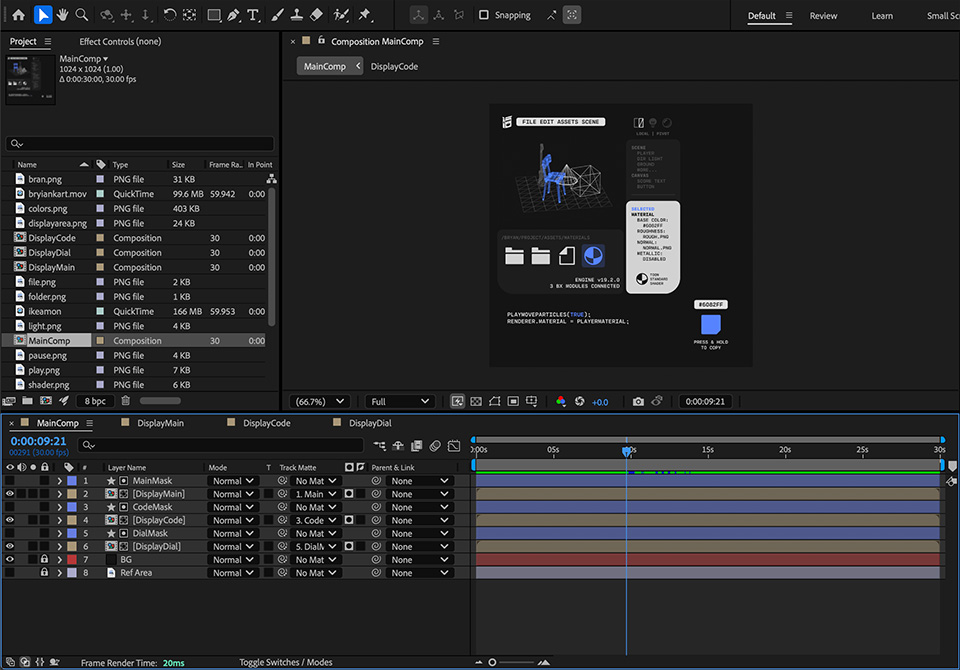 Snapping
Default
Review
Learn
Small Sc
Project
Effect Controls (none)
MainComp
1024 x 1024 (1.00)
Δ 0:00:30:00, 30.00 fps
Name Type Size Frame Ra.. In Point
bran.png PNG file 31 KB
bryiankart.mov QuickTime 99.6 MB 59.942 0:00
colors.png PNG file 403 KB
displayarea.png PNG file 24 KB
DisplayCode Composition 30 0:00
DisplayDial Composition 30 0:00
DisplayMain Composition 30 0:00
file.png PNG file 2 KB
folder.png PNG file 1 KB
ikeamon QuickTime 166 MB 59.953 0:00
light.png PNG file 4 KB
MainComp Composition 30 0:00
pause.png PNG file 4 KB
play.png PNG file 7 KB
shader.png PNG file 6 KB
8 bpc
× Composition MainComp
MainComp
DisplayCode
FILE EDIT ASSETS SCENE
LOCAL | PIVOT
SCENE
PLAYER
RIM LIGHT
GROUND
MORE...
CANVAS
SCORE TEXT
BUTTON
SELECTED
MATERIAL
BASE COLOR:
#6082FF
ROUGHNESS:
ROUGH.PNG
NORMAL:
NORMAL.PNG
METALLIC:
DISABLED
TOON
STANDARD
SHADER
/BRYAN/PROJECT/ASSETS/MATERIALS
ENGINE v19.2.0
3 BX MODULES CONNECTED
PLAYMOVEPARTICLES(TRUE);
RENDERER.MATERIAL = PLAYERMATERIAL;
#6082FF
PRESS & HOLD
TO COPY
(66.7%)
Full
+0.0
0:00:09:21
× MainComp
DisplayMain
DisplayCode
DisplayDial
0:00:09:21
00291 (30.00 fps)
# Layer Name Mode T Track Matte Parent & Link
1 MainMask Normal No Mat None
2 [DisplayMain] Normal 1. Main None
3 CodeMask Normal No Mat None
4 [DisplayCode] Normal 3. Code None
5 DialMask Normal No Mat None
6 [DisplayDial] Normal 5. DialM None
7 BG Normal No Mat None
8 Ref Area Normal No Mat None
05s 15s 20s 25s 30s
Frame Render Time: 20ms
Toggle Switches / Modes